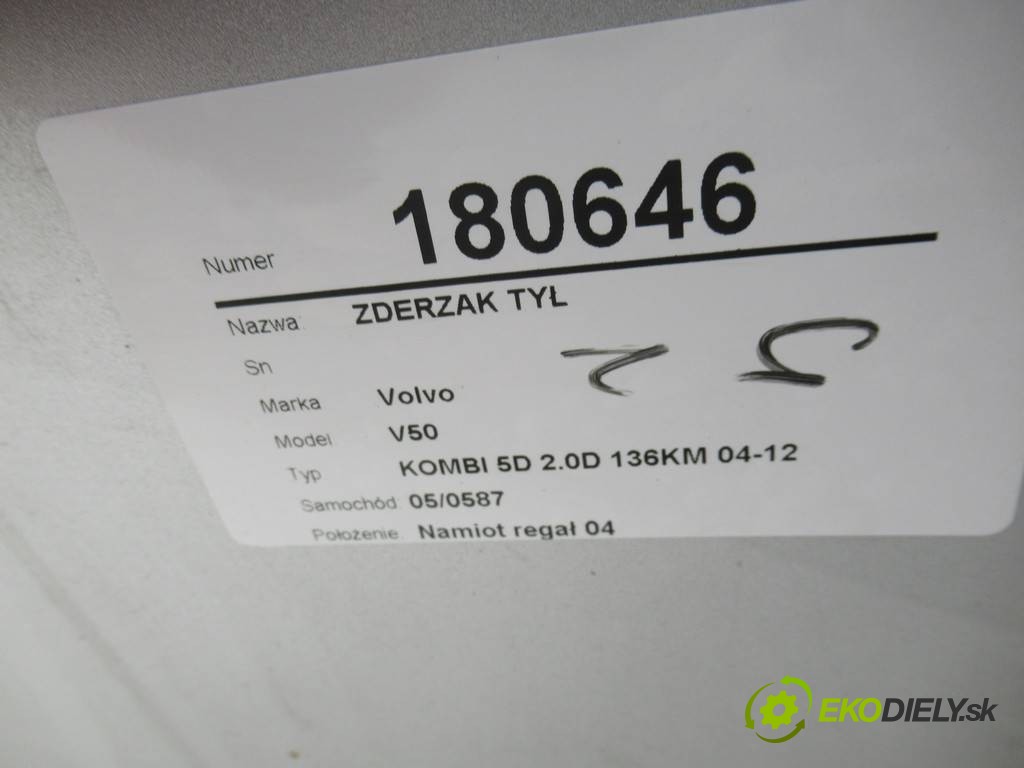 Numer 180646
Nazwa ZDERZAK TYŁ
Sn
Marka Volvo
Model V50
Typ KOMBI 5D 2.0D 136KM 04-12
Samochód 05/0587
Położenie Namiot regał 04
EKODIELY.sk